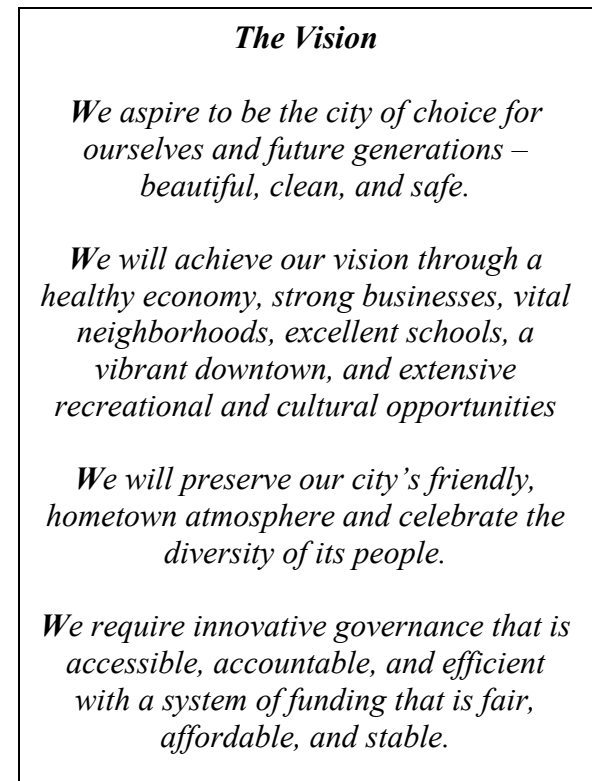 The Vision
We aspire to be the city of choice for
ourselves and future generations –
beautiful, clean, and safe.
We will achieve our vision through a
healthy economy, strong businesses, vital
neighborhoods, excellent schools, a
vibrant downtown, and extensive
recreational and cultural opportunities
We will preserve our city’s friendly,
hometown atmosphere and celebrate the
diversity of its people.
We require innovative governance that is
accessible, accountable, and efficient
with a system of funding that is fair,
affordable, and stable.